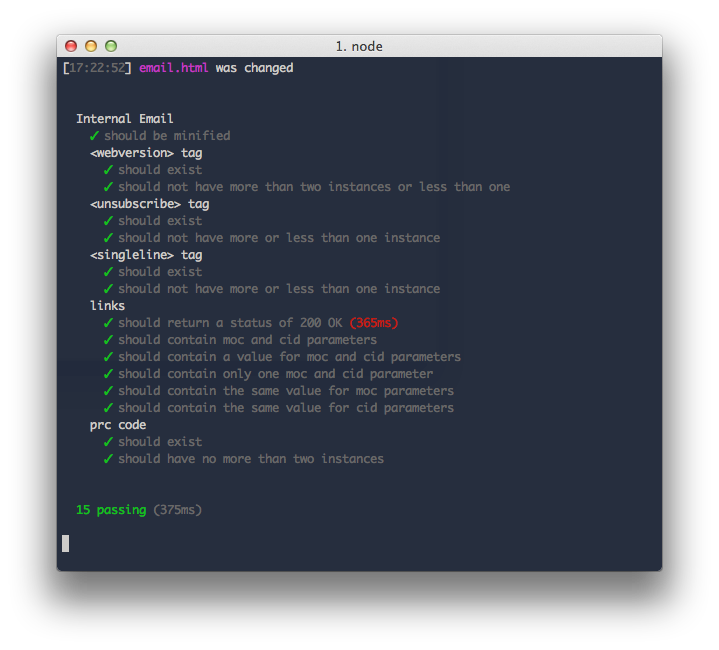 1. node
[17:22:52] email.html was changed
Internal Email
✓ should be minified
<webversion> tag
✓ should exist
✓ should not have more than two instances or less than one
<unsubscribe> tag
✓ should exist
✓ should not have more or less than one instance
<singleline> tag
✓ should exist
✓ should not have more or less than one instance
links
✓ should return a status of 200 OK (365ms)
✓ should contain moc and cid parameters
✓ should contain a value for moc and cid parameters
✓ should contain only one moc and cid parameter
✓ should contain the same value for moc parameters
✓ should contain the same value for cid parameters
prc code
✓ should exist
✓ should have no more than two instances
15 passing (375ms)